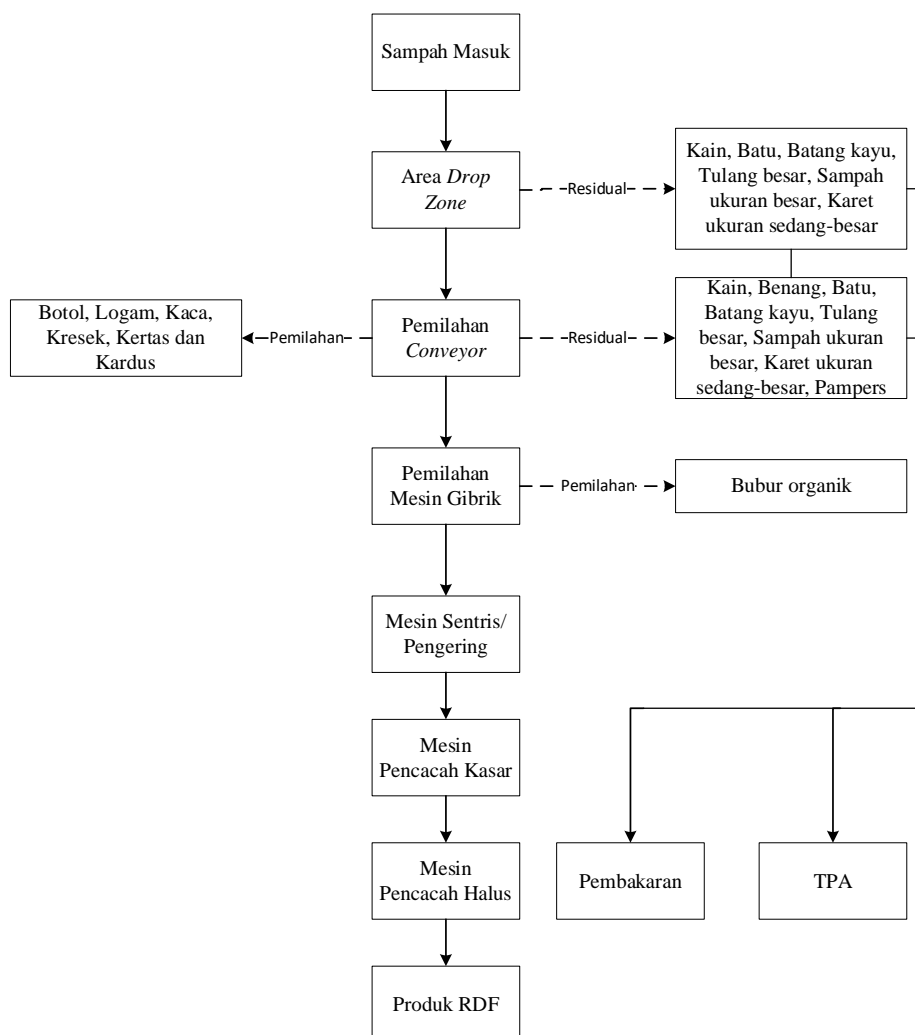 Sampah Masuk
Area Drop
Zone
Residual
Kain, Batu, Batang kayu,
Tulang besar, Sampah
ukuran besar, Karet
ukuran sedang-besar
Botol, Logam, Kaca,
Kresek, Kertas dan
Kardus
Pemilahan
Pemilahan
Conveyor
Residual
Kain, Benang, Batu,
Batang kayu, Tulang
besar, Sampah ukuran
besar, Karet ukuran
sedang-besar, Pampers
Pemilahan
Mesin Gibrik
Pemilahan
Bubur organik
Mesin Sentris/
Pengering
Mesin
Pencacah Kasar
Mesin
Pencacah Halus
Pembakaran
TPA
Produk RDF